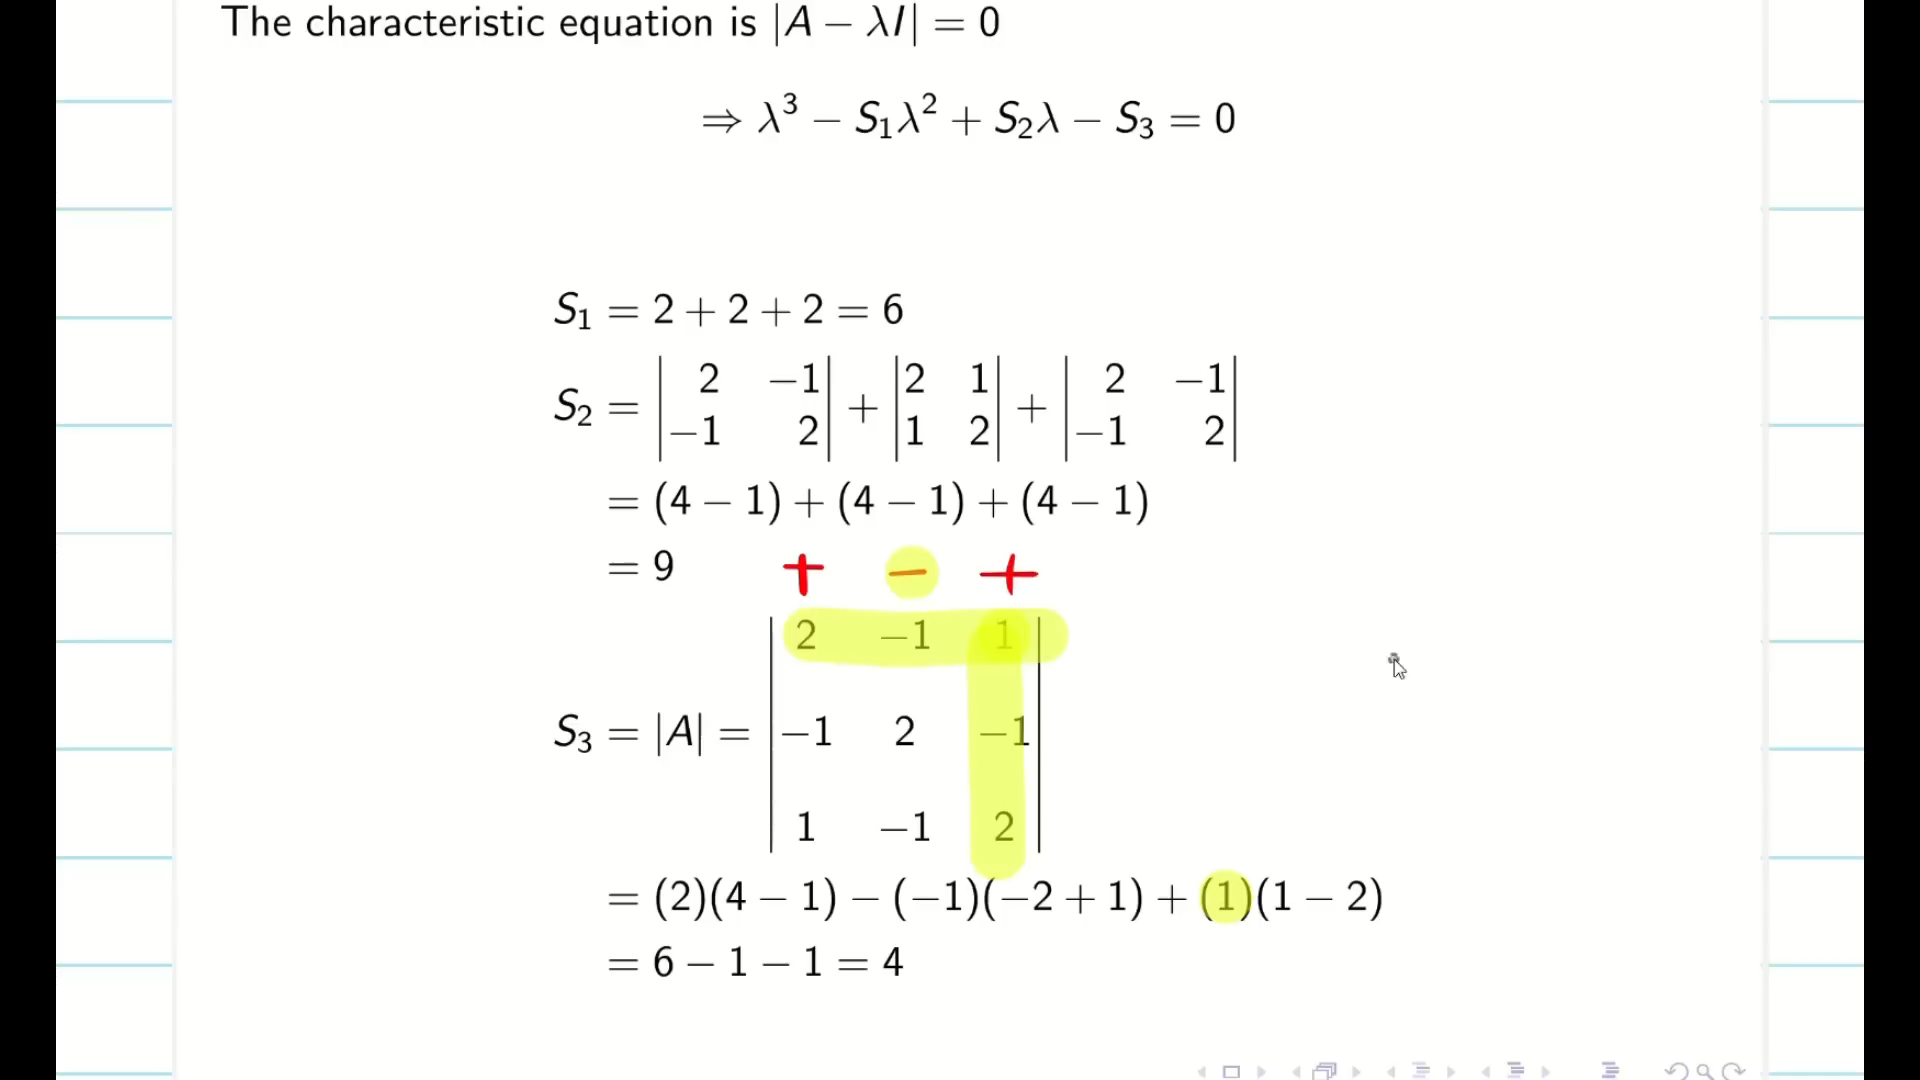 The characteristic equation is |A − λI| = 0
⇒ λ³ − S₁λ² + S₂λ − S₃ = 0
S₁ = 2 + 2 + 2 = 6
S₂ = |2 −1; −1 2| + |2 1; 1 2| + |2 −1; −1 2|
= (4 − 1) + (4 − 1) + (4 − 1)
= 9
+ − +
2 −1 1
S₃ = |A| = −1 2 −1
1 −1 2
= (2)(4 − 1) − (−1)(−2 + 1) + (1)(1 − 2)
= 6 − 1 − 1 = 4